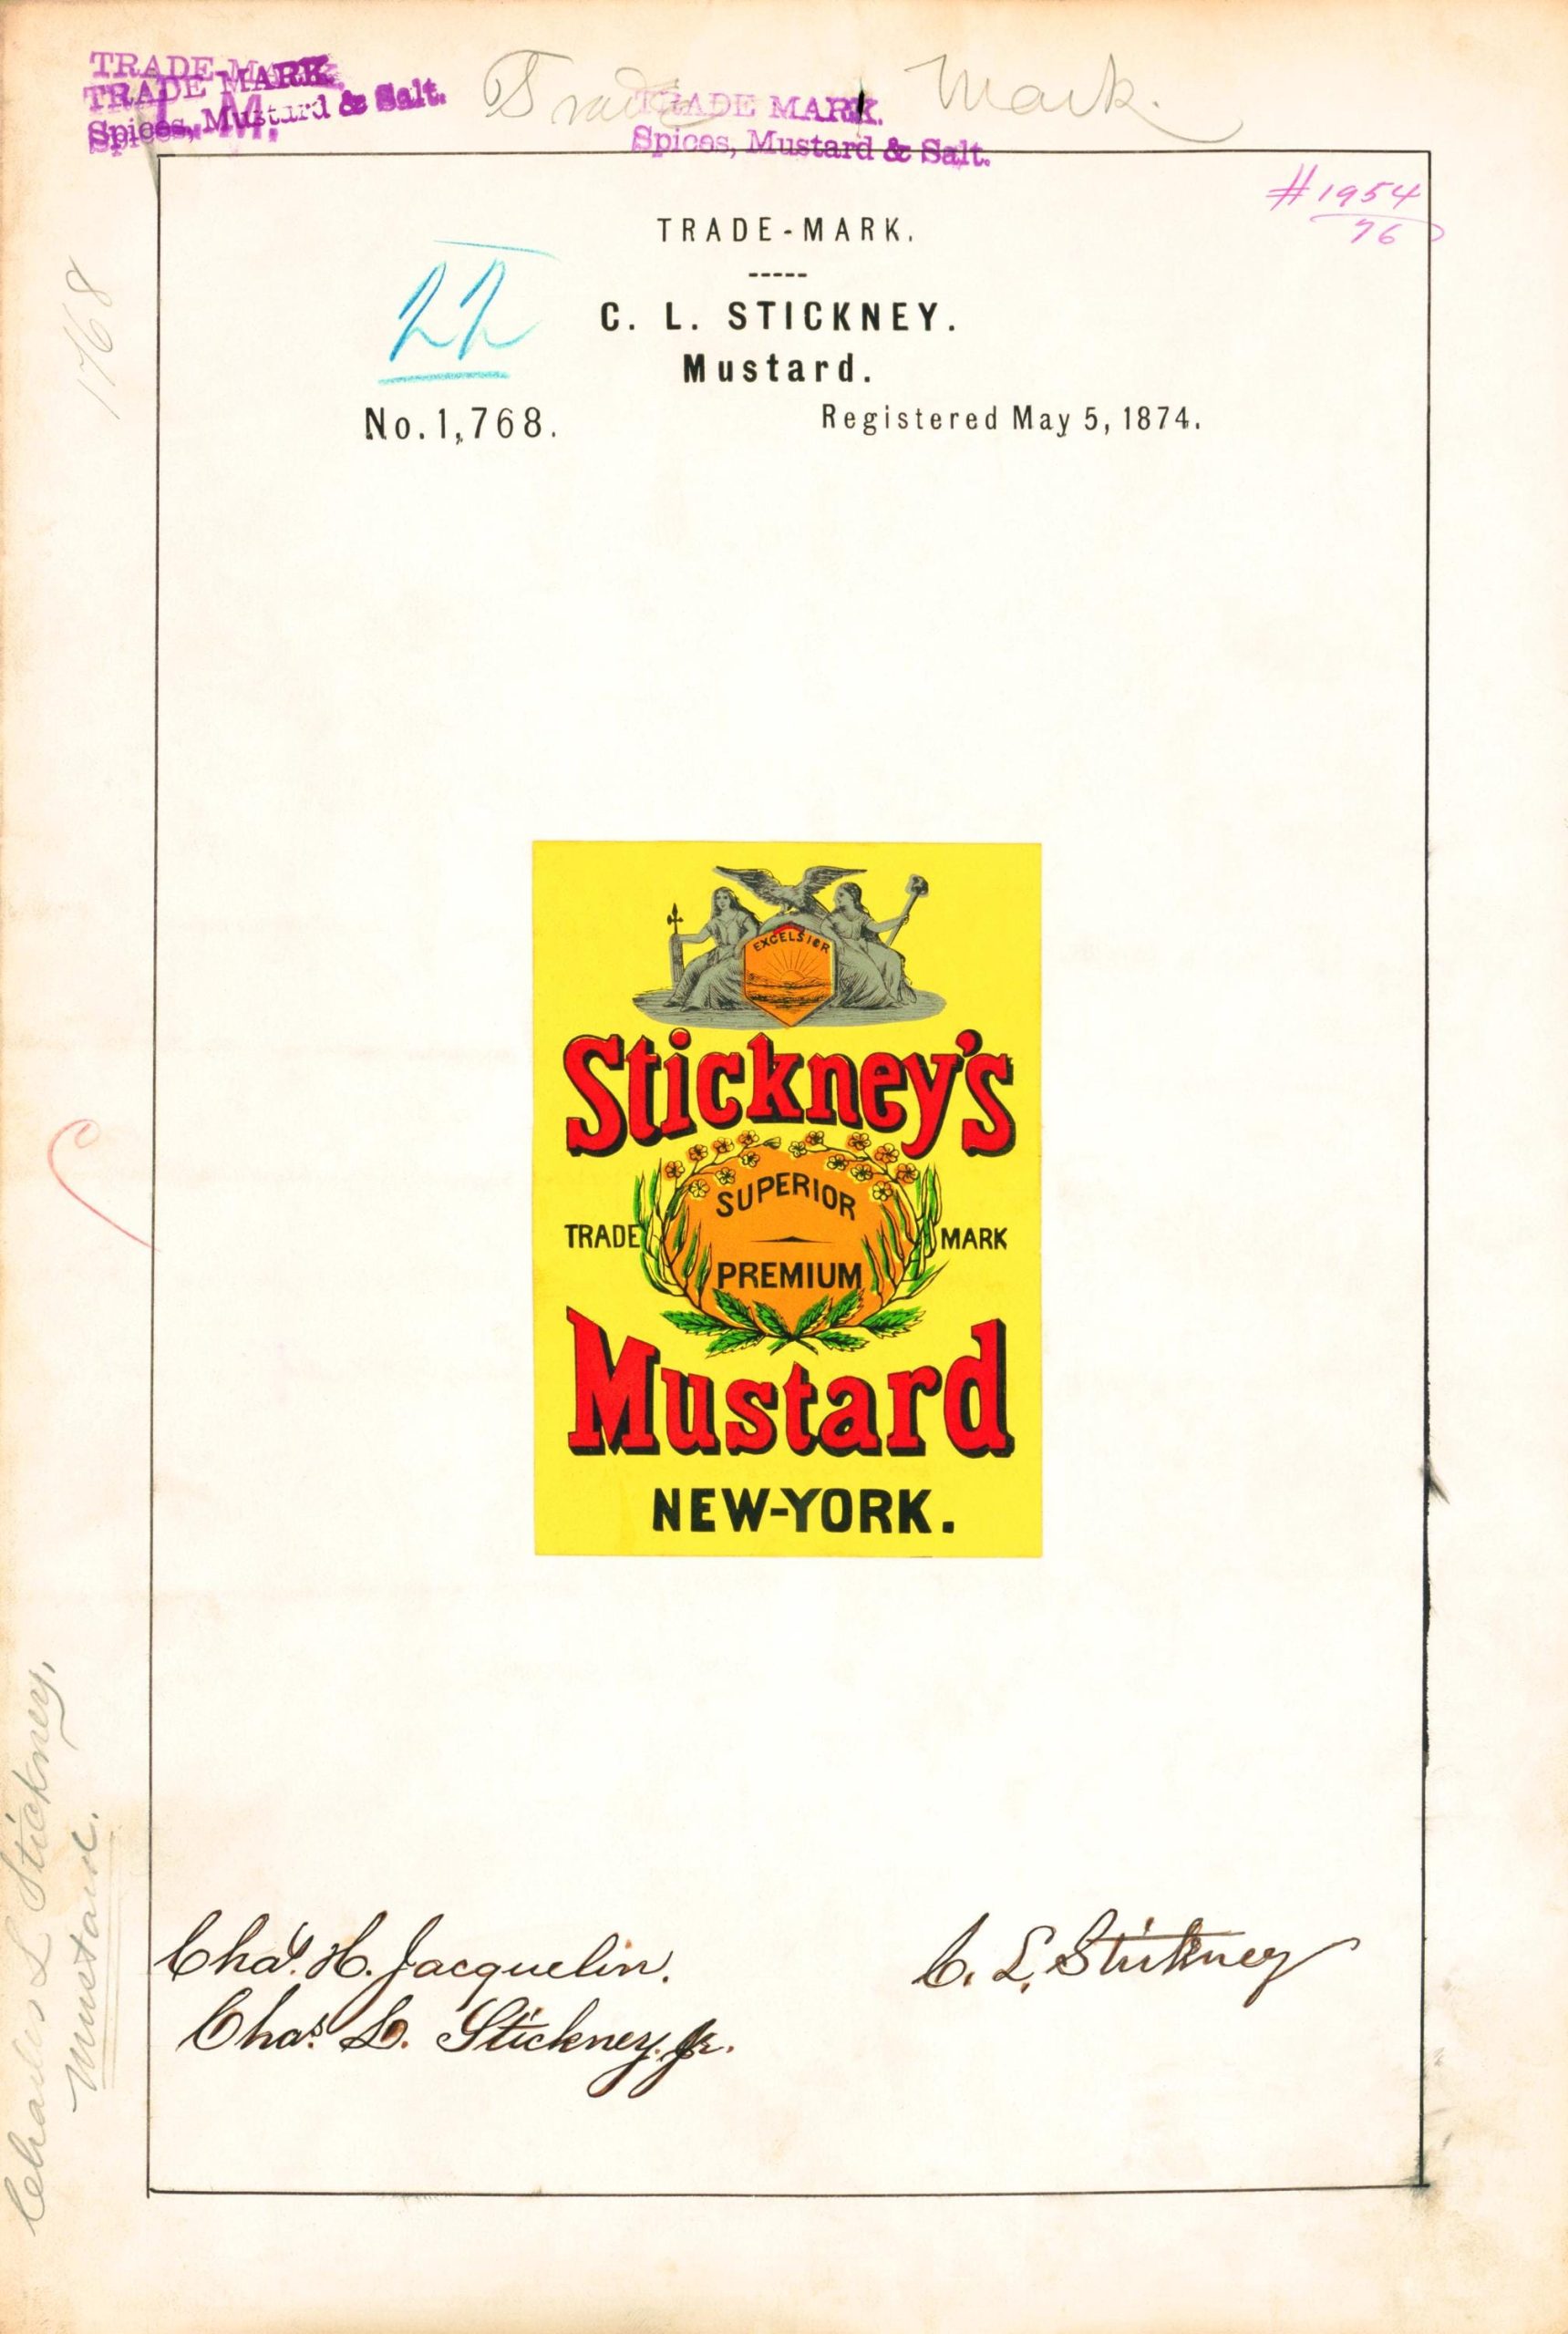 TRADE-MARK.
TRADE MARK.
Spices, Mustard & Salt.
Trade Mark.
TRADE MARK.
Spices, Mustard & Salt.
#1954
76
1768
TRADE-MARK.
22
C. L. STICKNEY.
Mustard.
No. 1,768.
Registered May 5, 1874.
EXCELSIOR
Stickney's
SUPERIOR
TRADE MARK
PREMIUM
Mustard
NEW-YORK.
Chas. H. Jacquelin.
C. L. Stickney
Chas. L. Stickney. Jr.
Charles L Stickney,
Mustard.